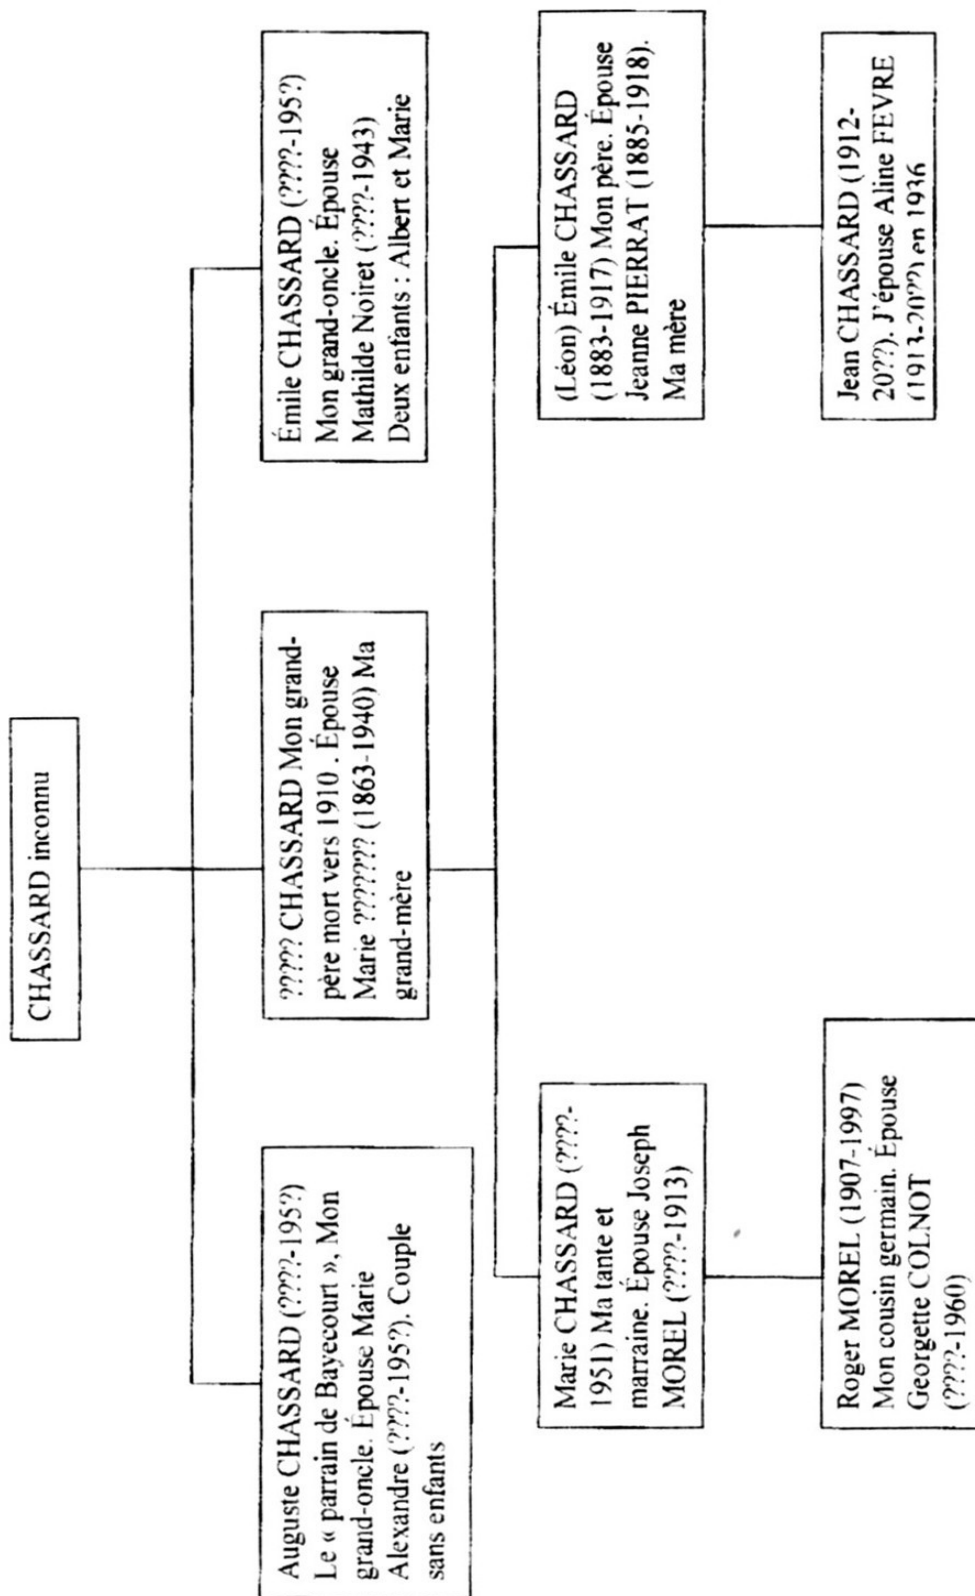 CHASSARD inconnu
Auguste CHASSARD (????-195?)
Le « parrain de Bayecourt », Mon
grand-oncle. Épouse Marie
Alexandre (????-195?). Couple
sans enfants
????? CHASSARD Mon grand-
père mort vers 1910 . Épouse
Marie ??????? (1863-1940) Ma
grand-mère
Émile CHASSARD (????-195?)
Mon grand-oncle. Épouse
Mathilde Noiret (????-1943)
Deux enfants : Albert et Marie
Marie CHASSARD (????-
1951) Ma tante et
marraine. Épouse Joseph
MOREL (????-1913)
(Léon) Émile CHASSARD
(1883-1917) Mon père. Épouse
Jeanne PIERRAT (1885-1918).
Ma mère
Roger MOREL (1907-1997)
Mon cousin germain. Épouse
Georgette COLNOT
(????-1960)
Jean CHASSARD (1912-
20??). J'épouse Aline FEVRE
(1913-20??) en 1936